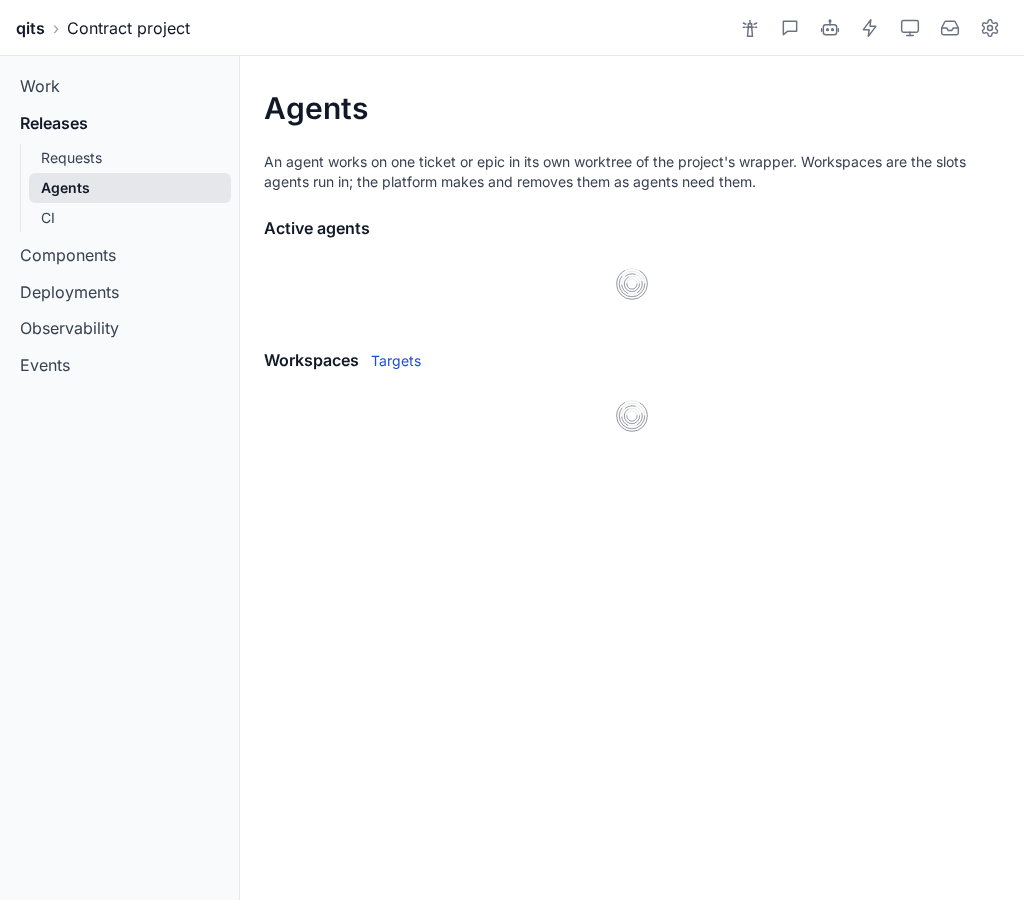 qits › Contract project
Work
Releases
Requests
Agents
CI
Components
Deployments
Observability
Events
Agents
An agent works on one ticket or epic in its own worktree of the project's wrapper. Workspaces are the slots
agents run in; the platform makes and removes them as agents need them.
Active agents
Workspaces Targets